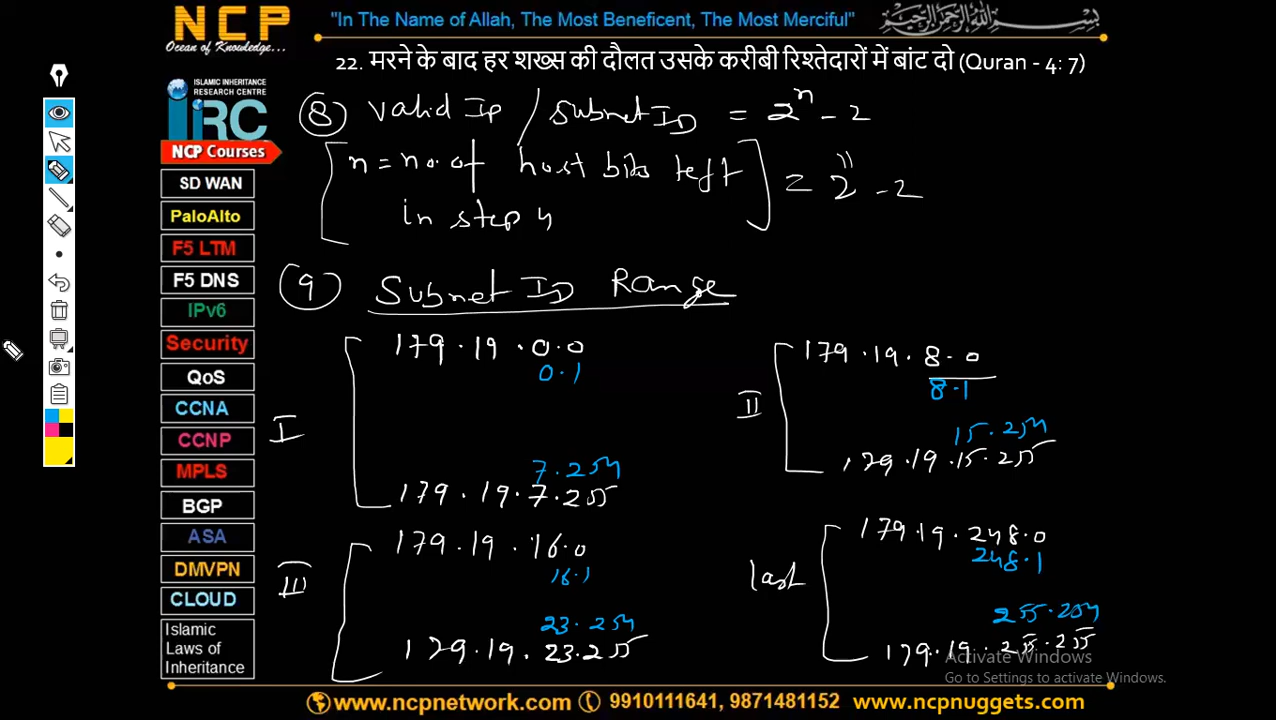 NCP
Ocean of Knowledge...
"In The Name of Allah, The Most Beneficent, The Most Merciful"
22. मरने के बाद हर शख्स की दौलत उसके करीबी रिश्तेदारों में बांट दो (Quran - 4: 7)
ISLAMIC INHERITANCE
RESEARCH CENTRE
IRC
NCP Courses
SD WAN
PaloAlto
F5 LTM
F5 DNS
IPv6
Security
QoS
CCNA
CCNP
MPLS
BGP
ASA
DMVPN
CLOUD
Islamic
Laws of
Inheritance
8 Valid Ip / Subnet ID = 2^n - 2
[n = no. of host bits left = 2^11 - 2
in step 4]
9 Subnet ID Range
I
179.19.0.0
0.1
7.254
179.19.7.255
II
179.19.8.0
8.1
15.254
179.19.15.255
III
179.19.16.0
16.1
23.254
179.19.23.255
last
179.19.248.0
248.1
255.254
179.19.255.255
Activate Windows
Go to Settings to activate Windows.
www.ncpnetwork.com 9910111641, 9871481152 www.ncpnuggets.com